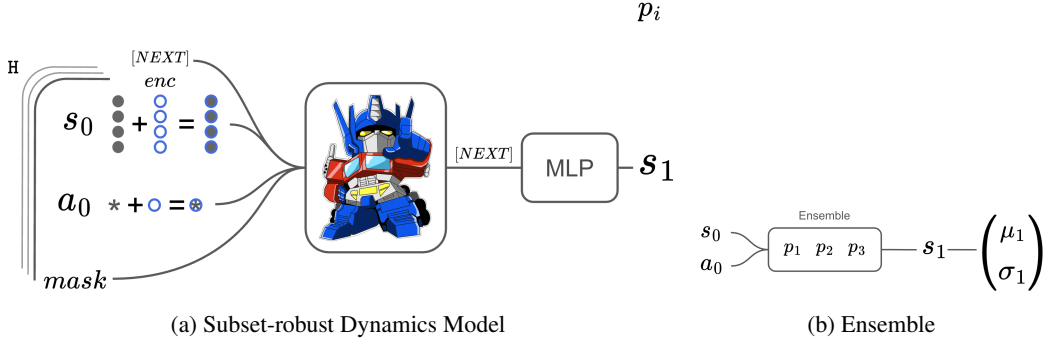 p_i
H
[NEXT]
enc
s_0 + =
a_0 * + = *
mask
[NEXT]
MLP
s_1
Ensemble
s_0
a_0
p_1 p_2 p_3
s_1
μ_1
σ_1
(a) Subset-robust Dynamics Model
(b) Ensemble